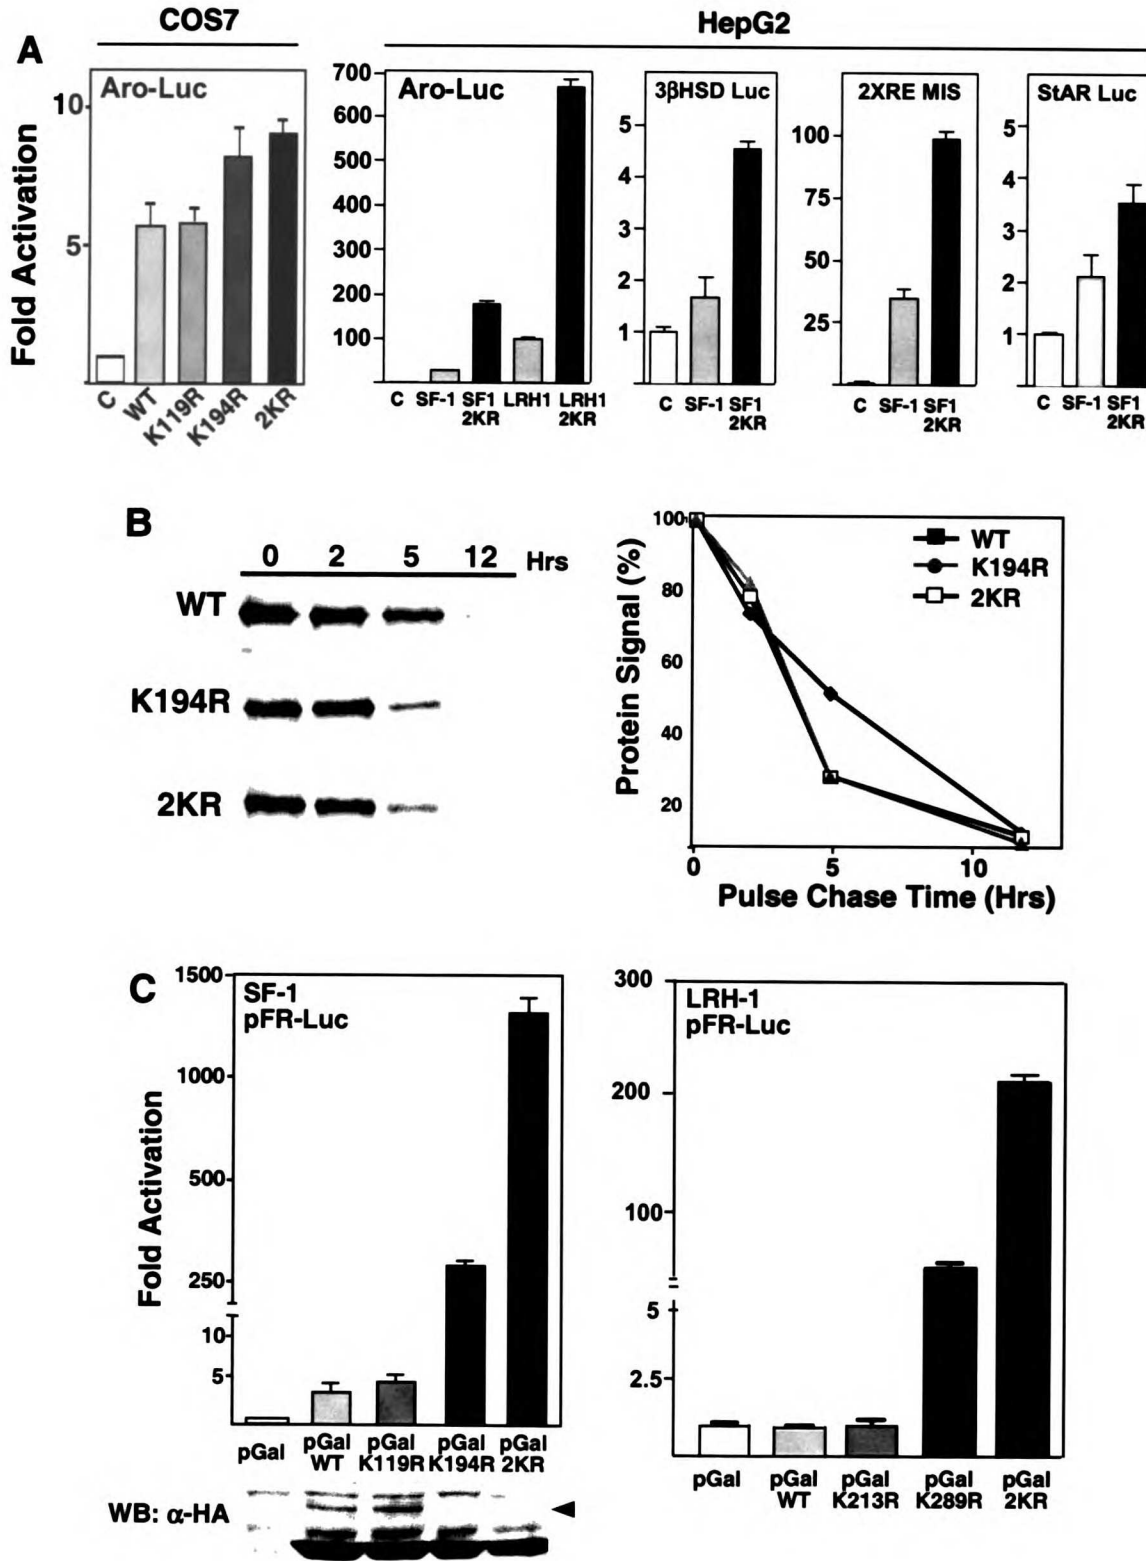 COS7
HepG2
A
Aro-Luc
Aro-Luc
3βHSD Luc
2XRE MIS
StAR Luc
Fold Activation
10
5
700
600
500
400
300
200
100
5
4
3
2
1
100
75
50
25
5
4
3
2
1
C
WT
K119R
K194R
2KR
C SF-1 SF1 LRH1 LRH1
2KR 2KR
C SF-1 SF1
2KR
C SF-1 SF1
2KR
C SF-1 SF1
2KR
B
0 2 5 12 Hrs
WT
K194R
2KR
Protein Signal (%)
100
80
60
40
20
WT
K194R
2KR
0 5 10
Pulse Chase Time (Hrs)
C
SF-1
pFR-Luc
Fold Activation
1500
1000
500
250
10
5
pGal pGal pGal pGal pGal
WT K119R K194R 2KR
WB: α-HA
LRH-1
pFR-Luc
300
200
100
5
2.5
pGal pGal pGal pGal pGal
WT K213R K289R 2KR